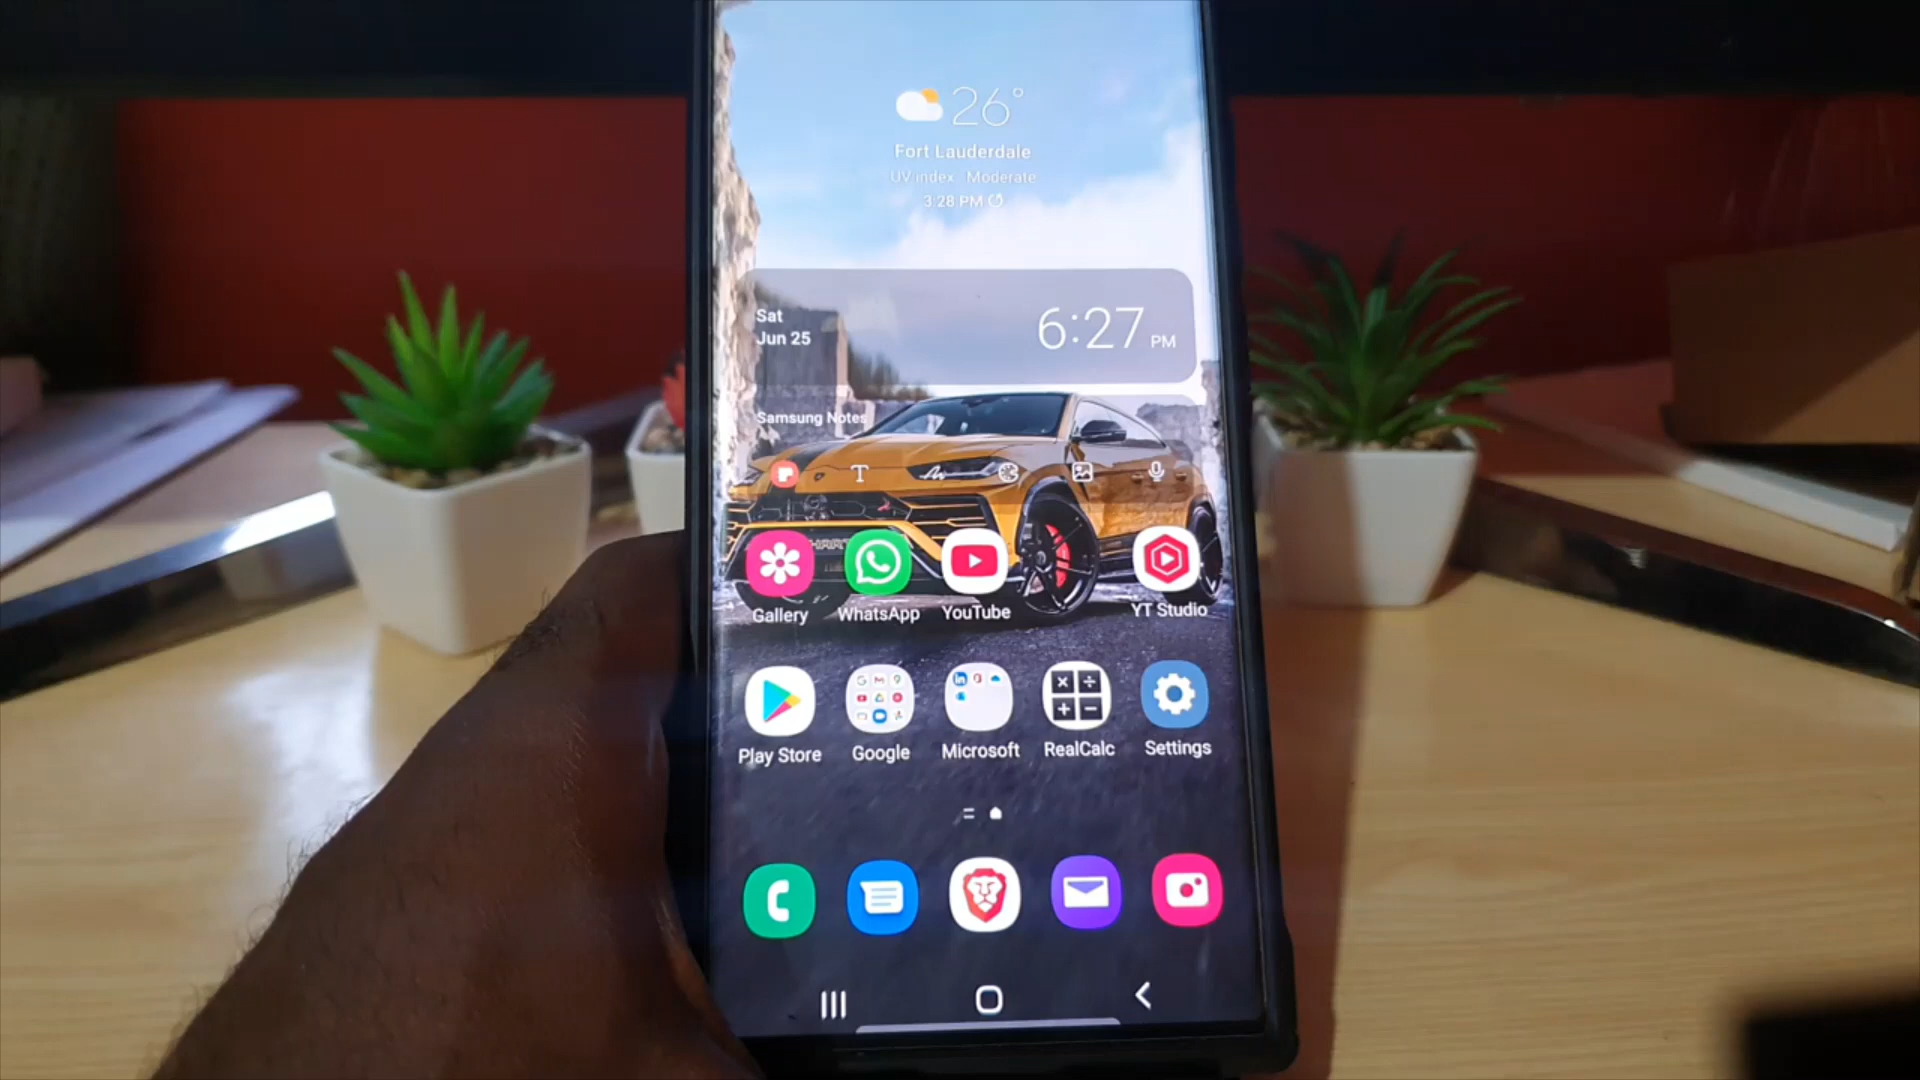 26°
Fort Lauderdale
UV index · Moderate
3:28 PM
Sat
Jun 25
6:27 PM
Samsung Notes
T
Gallery
WhatsApp
YouTube
YT Studio
Play Store
Google
Microsoft
RealCalc
Settings